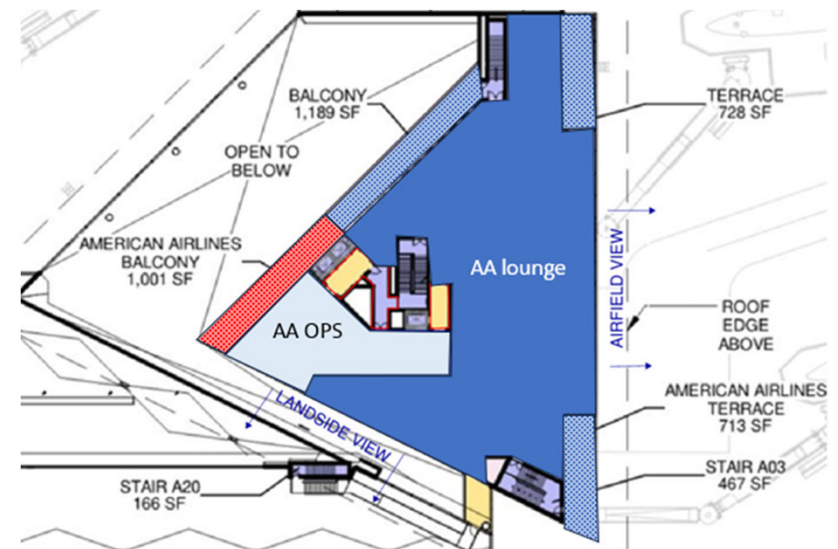 BALCONY
1,189 SF
TERRACE
728 SF
OPEN TO
BELOW
AMERICAN AIRLINES
BALCONY
1,001 SF
AA lounge
AIRFIELD VIEW
ROOF
EDGE
ABOVE
AA OPS
AMERICAN AIRLINES
TERRACE
713 SF
LANDSIDE VIEW
STAIR A03
467 SF
STAIR A20
166 SF